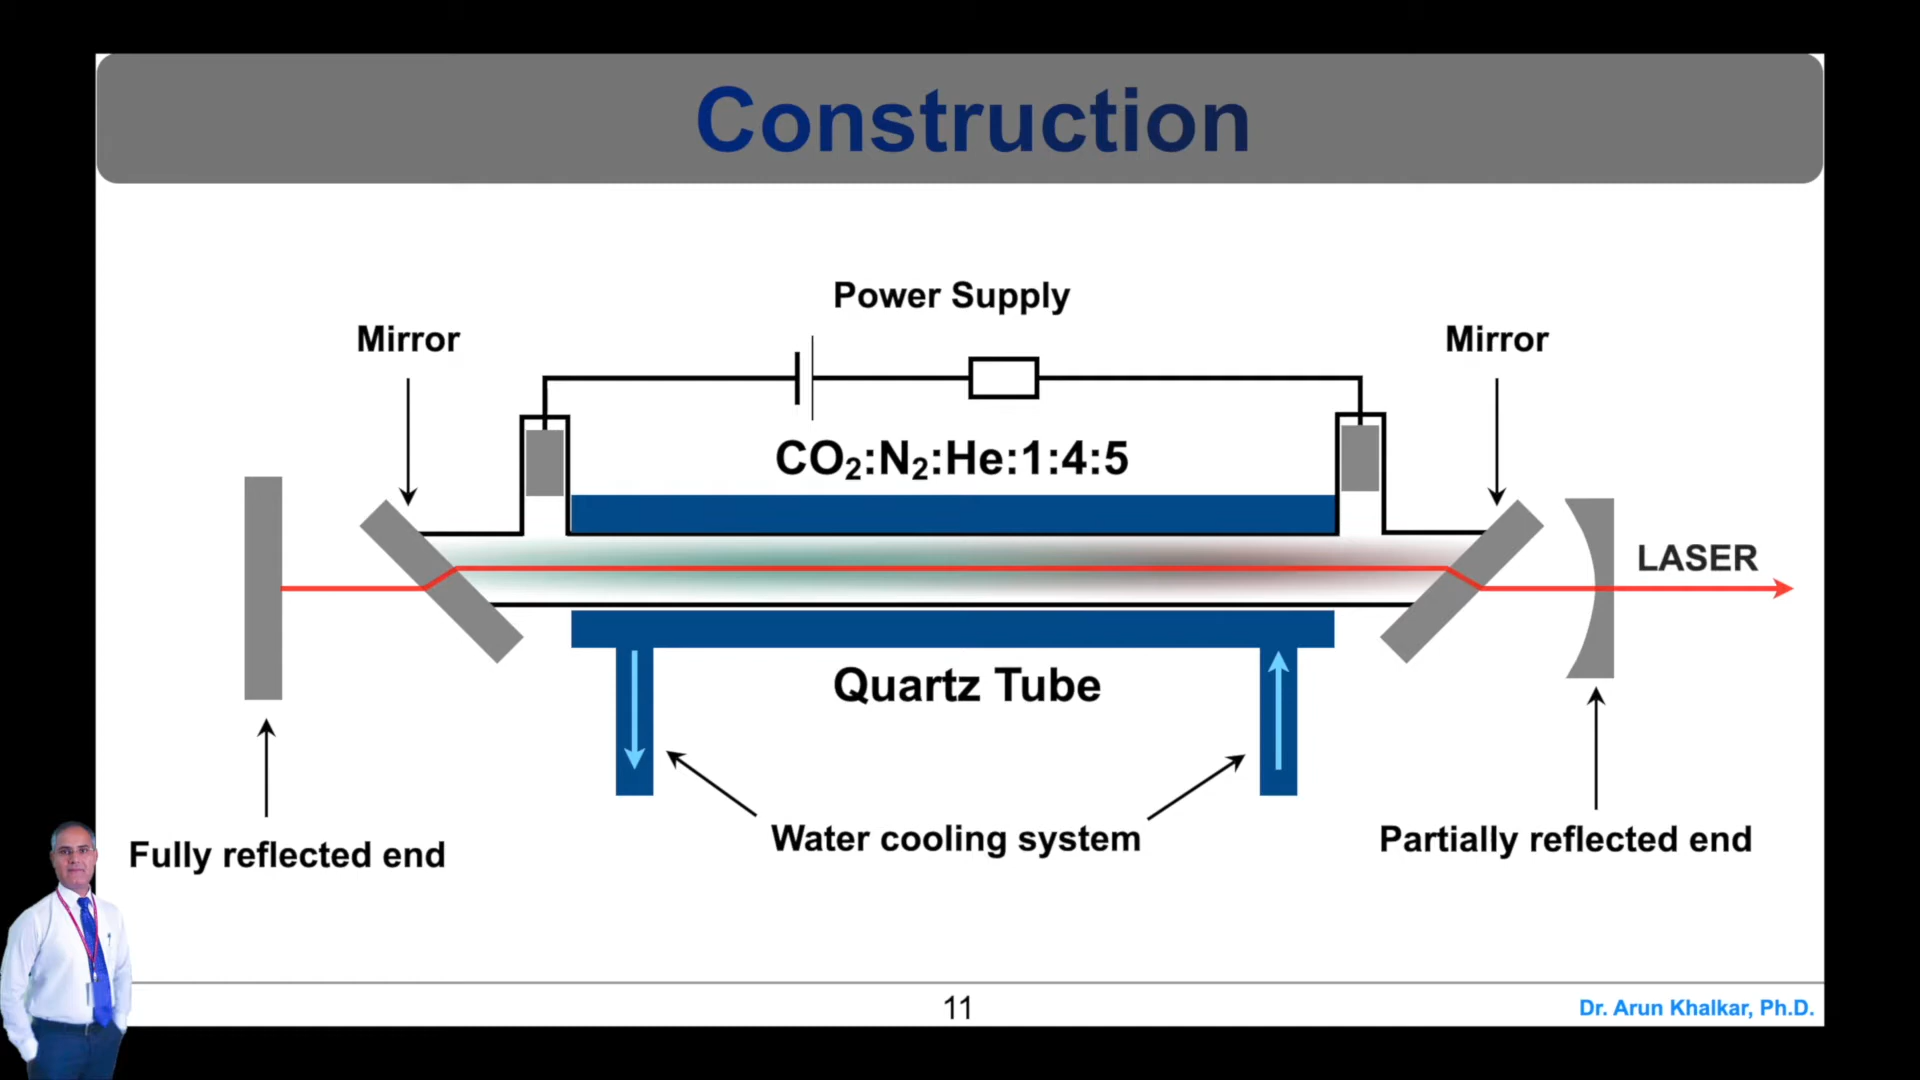 Construction
Power Supply
Mirror
Mirror
CO₂:N₂:He:1:4:5
LASER
Quartz Tube
Water cooling system
Partially reflected end
Fully reflected end
11
Dr. Arun Khalkar, Ph.D.